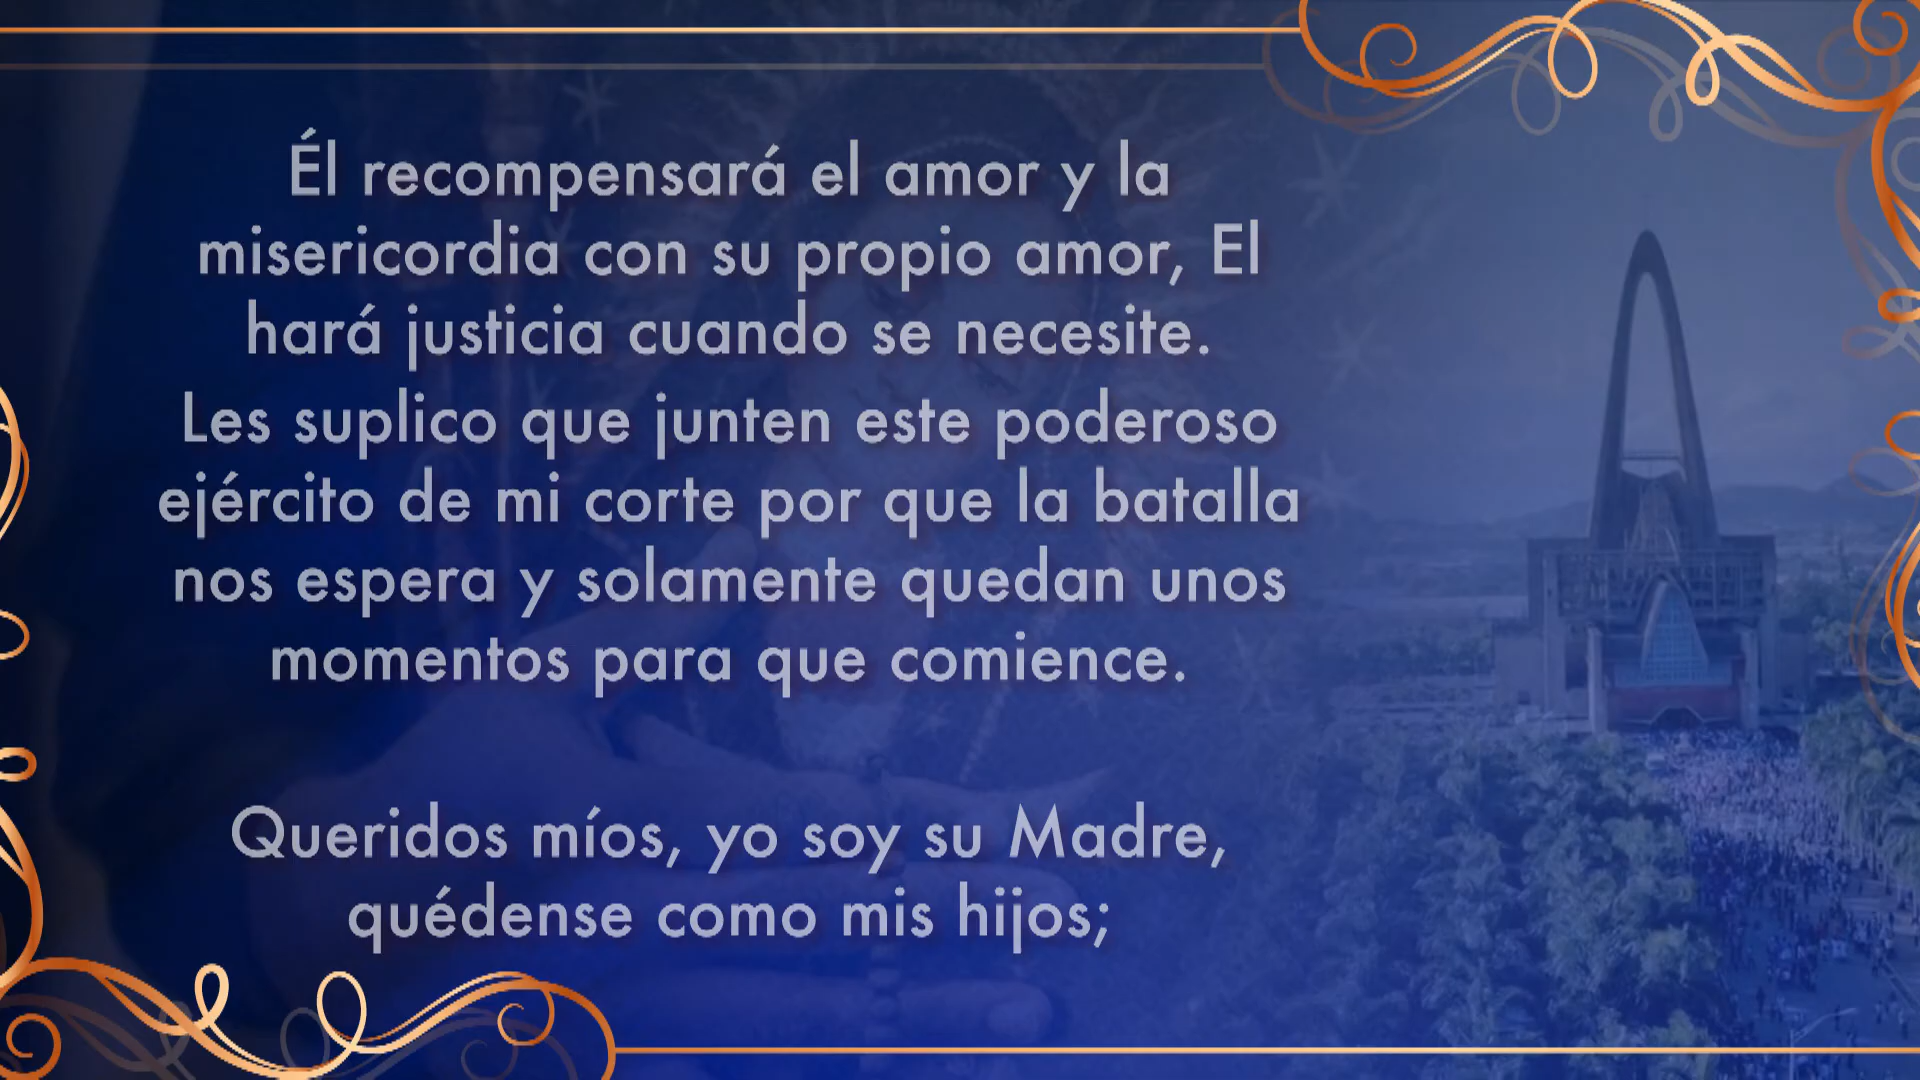 Él recompensará el amor y la
misericordia con su propio amor, El
hará justicia cuando se necesite.
Les suplico que junten este poderoso
ejército de mi corte por que la batalla
nos espera y solamente quedan unos
momentos para que comience.
Queridos míos, yo soy su Madre,
quédense como mis hijos;